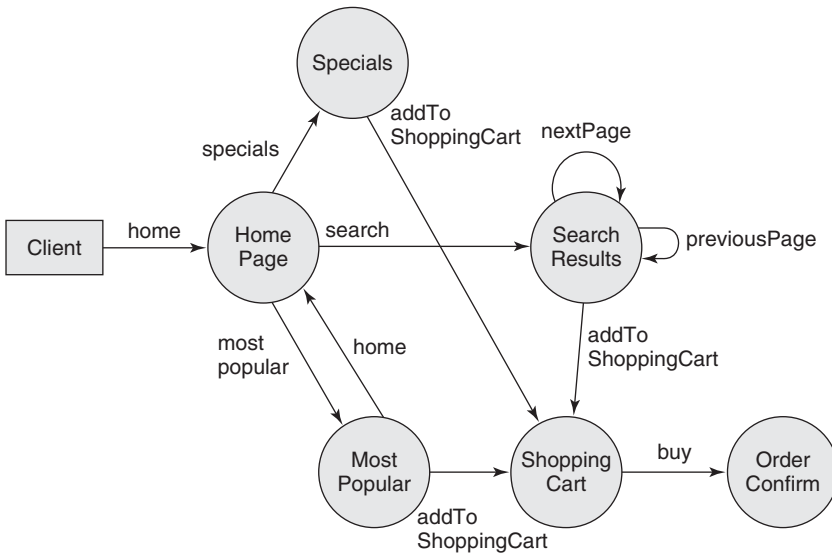 Specials
addTo
ShoppingCart
nextPage
specials
home
search
Client
Home
Page
Search
Results
previousPage
most
popular
home
addTo
ShoppingCart
Most
Popular
Shopping
Cart
buy
Order
Confirm
addTo
ShoppingCart